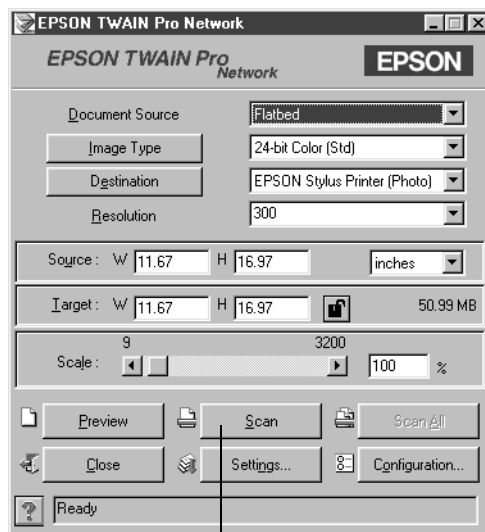 EPSON TWAIN Pro Network
EPSON TWAIN Pro
Network
EPSON
Document Source Flatbed
Image Type 24-bit Color (Std)
Destination EPSON Stylus Printer (Photo)
Resolution 300
Source : W 11.67 H 16.97 inches
Target : W 11.67 H 16.97 50.99 MB
9 3200
Scale : 100 %
Preview Scan Scan All
Close Settings... Configuration...
? Ready